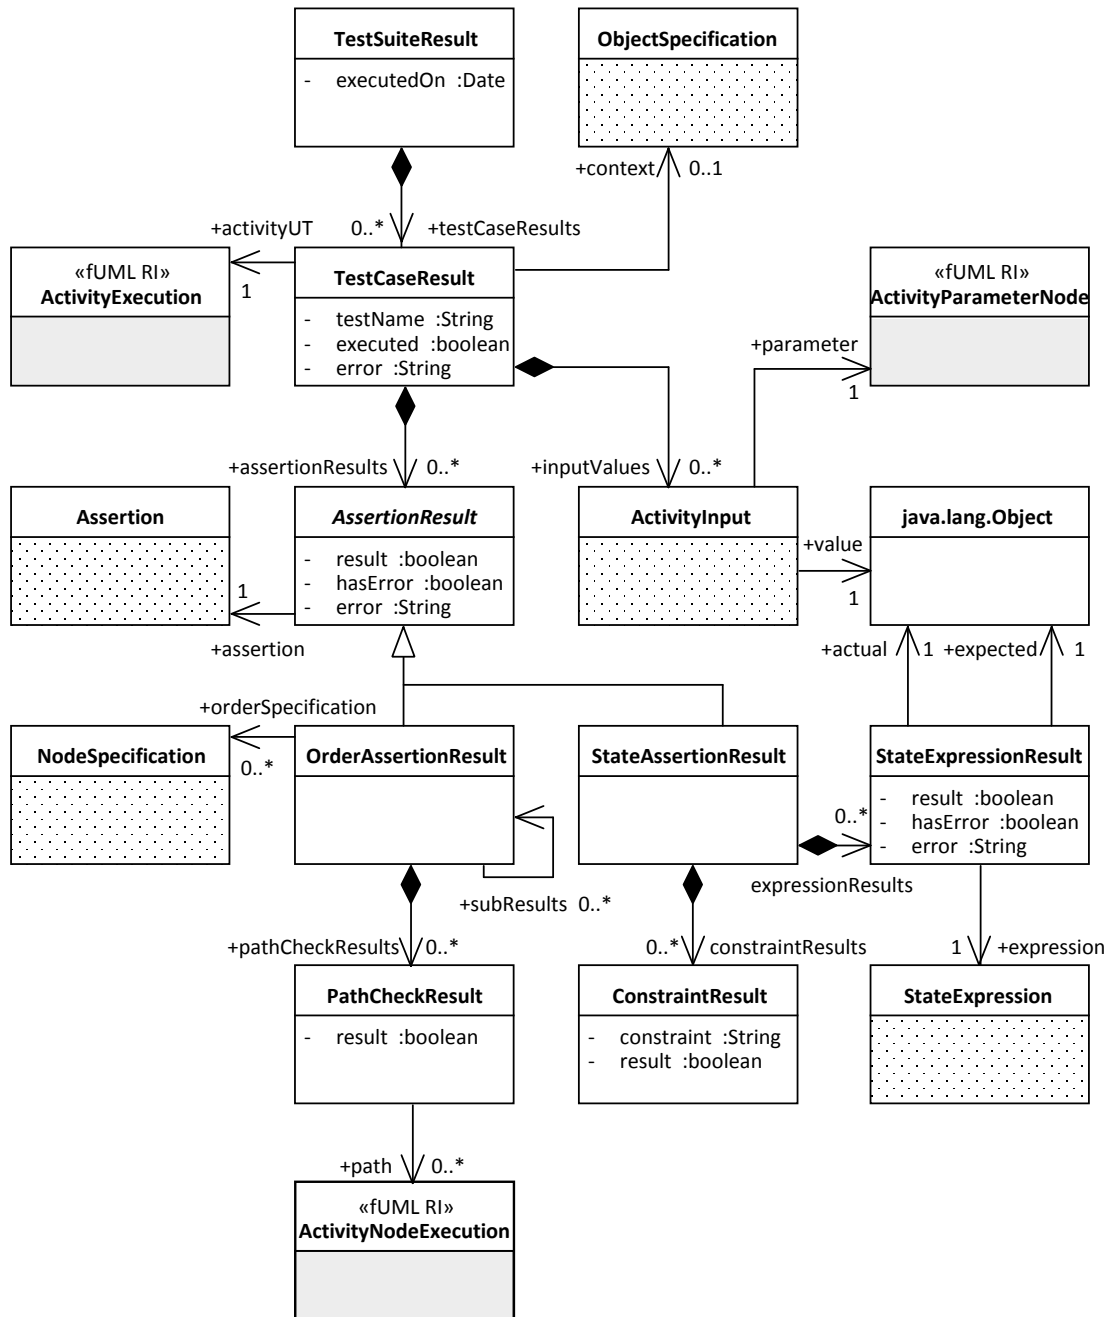 TestSuiteResult
- executedOn :Date
ObjectSpecification
+context 0..1
+activityUT
0..* +testCaseResults
«fUML RI»
ActivityExecution
1
TestCaseResult
- testName :String
- executed :boolean
- error :String
«fUML RI»
ActivityParameterNode
+parameter
1
+assertionResults 0..*
+inputValues 0..*
Assertion
1
+assertion
AssertionResult
- result :boolean
- hasError :boolean
- error :String
ActivityInput
+value
1
java.lang.Object
+actual 1 +expected 1
+orderSpecification
NodeSpecification
0..*
OrderAssertionResult
+subResults 0..*
StateAssertionResult
0..*
expressionResults
StateExpressionResult
- result :boolean
- hasError :boolean
- error :String
+pathCheckResults 0..*
0..* constraintResults
1 +expression
PathCheckResult
- result :boolean
ConstraintResult
- constraint :String
- result :boolean
StateExpression
+path 0..*
«fUML RI»
ActivityNodeExecution